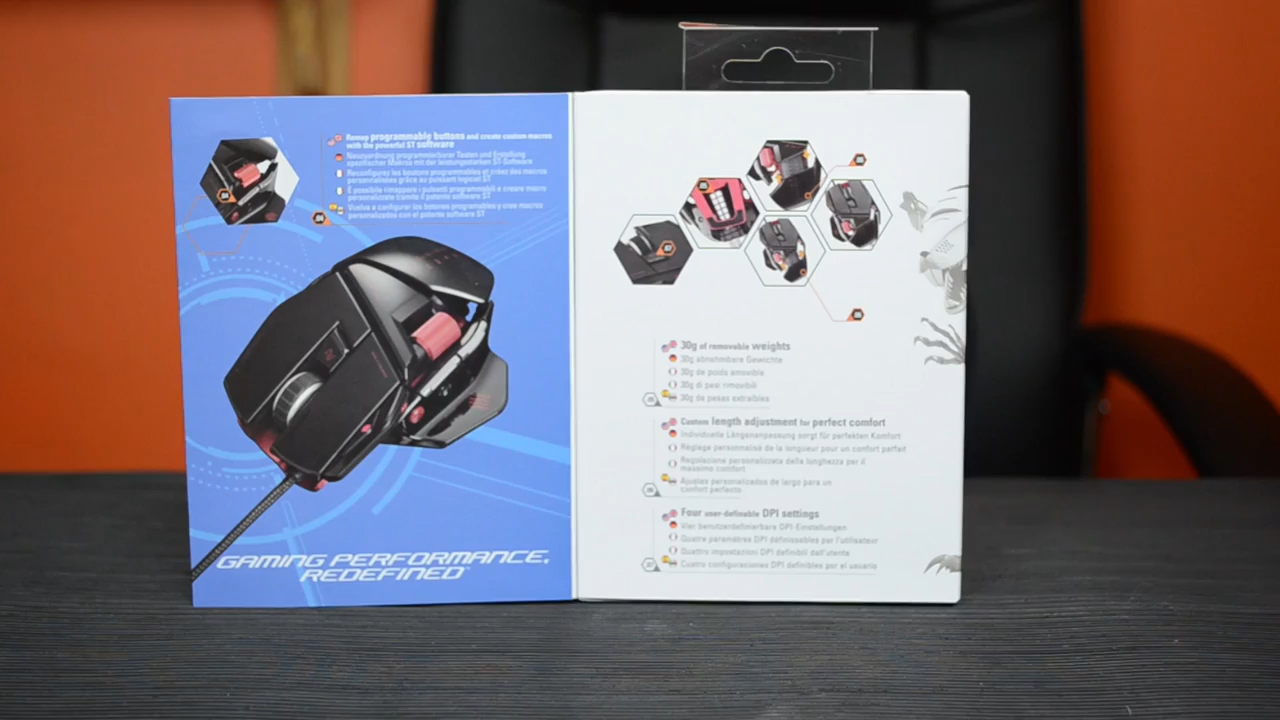 Remap programmable buttons and create custom macros
with the powerful ST software
Neuzuordnung programmierbarer Tasten und Erstellung
spezifischer Makros mit der leistungsstarken ST-Software
Reconfigurez les boutons programmables et créez des macros
personnalisées grâce au puissant logiciel ST
È possibile rimappare i pulsanti programmabili e creare macro
personalizzate tramite il potente software ST
Vuelva a configurar los botones programables y cree macros
personalizados con el potente software ST
GAMING PERFORMANCE,
REDEFINED
30g of removable weights
30g abnehmbare Gewichte
30g de poids amovible
30g di pesi rimovibili
30g de pesas extraíbles
Custom length adjustment for perfect comfort
Individuelle Längenanpassung sorgt für perfekten Komfort
Réglage personnalisé de la longueur pour un confort parfait
Regolazione personalizzata della lunghezza per il
massimo comfort
Ajustes personalizados de largo para un
confort perfecto
Four user-definable DPI settings
Vier benutzerdefinierbare DPI-Einstellungen
Quatre paramètres DPI définissables par l'utilisateur
Quattro impostazioni DPI definibili dall'utente
Cuatro configuraciones DPI definibles por el usuario